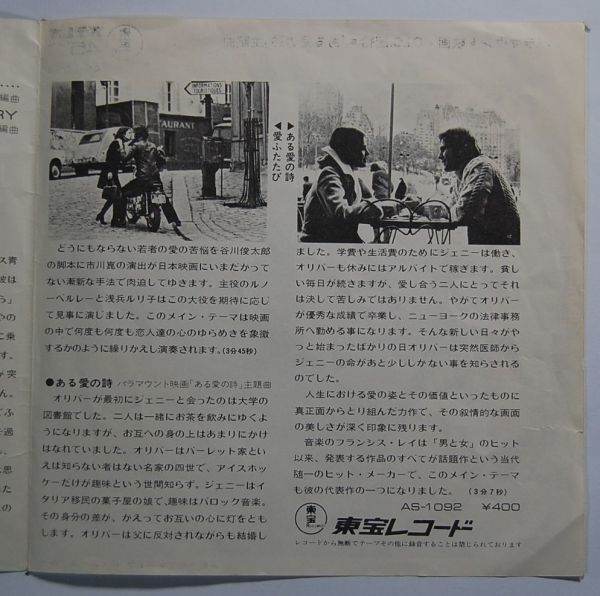 編曲
RY
編曲
ス青
彼は
う」
やの
に乗
が突
せん。
でふ
を過
し、
な思
えた
INFORMATIONS
TOURISTIQUES
AURANT
▶ある愛の詩
◀愛ふたたび
どうにもならない若者の愛の苦悩を谷川俊太郎
の脚本に市川崑の演出が日本映画にいまだかつて
ない漸新な手法で肉迫してゆきます。主役のルノ
ーベルレーと浅丘ルリ子はこの大役を期待に応じ
て見事に演じました。このメイン・テーマは映画
の中で何度も何度も恋人達の心のゆらめきを象徴
するかのように繰りかえし演奏されます。(3分45秒)
●ある愛の詩 パラマウント映画「ある愛の詩」主題曲
オリバーが最初にジェニーと会ったのは大学の
図書館でした。二人は一緒にお茶を飲みにゆくよ
うになりますが、お互への身の上はあまりにかけ
はなれていました。オリバーはバーレット家とい
えば知らない者はない名家の四世で、アイスホッ
ケーだけが趣味という世間知らず。ジェニーはイ
タリア移民の菓子屋の娘で、趣味はバロック音楽。
その身分の差が、かえってお互いの心に灯をとも
します。オリバーは父に反対されながらも結婚し
ました。学費や生活費のためにジェニーは働き、
オリバーも休みにはアルバイトで稼ぎます。貧し
い毎日が続きますが、愛し合う二人にとってそれ
は決して苦しみではありません。やがてオリバー
が優秀な成績で卒業し、ニューヨークの法律事務
所へ勤める事になります。そんな新しい日々がや
っと始まったばかりの日オリバーは突然医師から
ジェニーの命があと少ししかない事を知らされる
のでした。
人生における愛の姿とその価値といったものに
真正面からとり組んだ力作で、その叙情的な画面
の美しさが深く印象に残ります。
音楽のフランシス・レイは「男と女」のヒット
以来、発表する作品のすべてが話題作という当代
随一のヒット・メーカーで、このメイン・テーマ
も彼の代表作の一つになりました。(3分7秒)
AS-1092 ¥400
東宝 東宝レコード
レコードから無断でテープその他に録音することは禁じられております